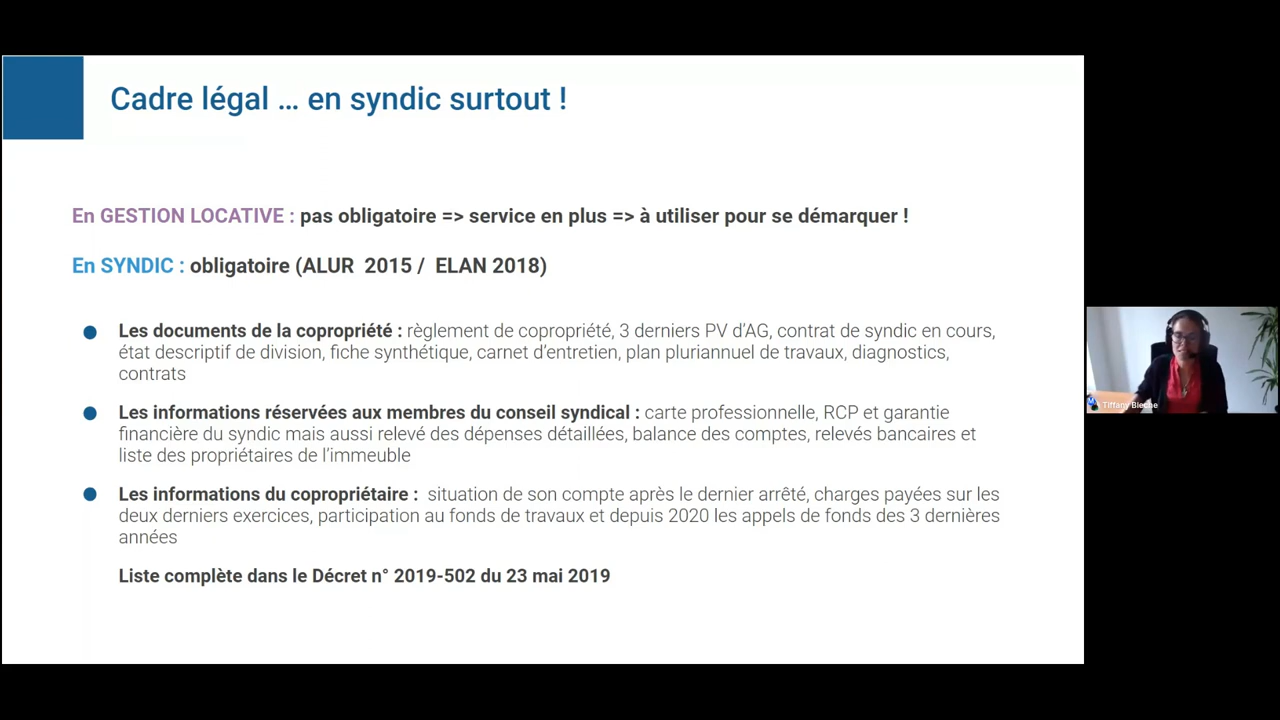 Cadre légal … en syndic surtout !
En GESTION LOCATIVE : pas obligatoire => service en plus => à utiliser pour se démarquer !
En SYNDIC : obligatoire (ALUR 2015 / ELAN 2018)
Les documents de la copropriété : règlement de copropriété, 3 derniers PV d’AG, contrat de syndic en cours,
état descriptif de division, fiche synthétique, carnet d’entretien, plan pluriannuel de travaux, diagnostics,
contrats
Les informations réservées aux membres du conseil syndical : carte professionnelle, RCP et garantie
financière du syndic mais aussi relevé des dépenses détaillées, balance des comptes, relevés bancaires et
liste des propriétaires de l’immeuble
Les informations du copropriétaire : situation de son compte après le dernier arrêté, charges payées sur les
deux derniers exercices, participation au fonds de travaux et depuis 2020 les appels de fonds des 3 dernières
années
Liste complète dans le Décret n° 2019-502 du 23 mai 2019
Tiffany Bleche